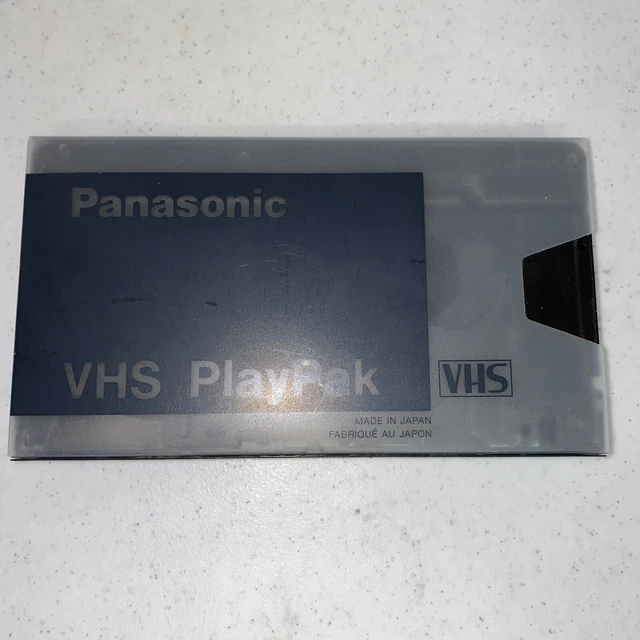 Panasonic
VHS PlayPak
VHS
MADE IN JAPAN
FABRIQUÉ AU JAPON